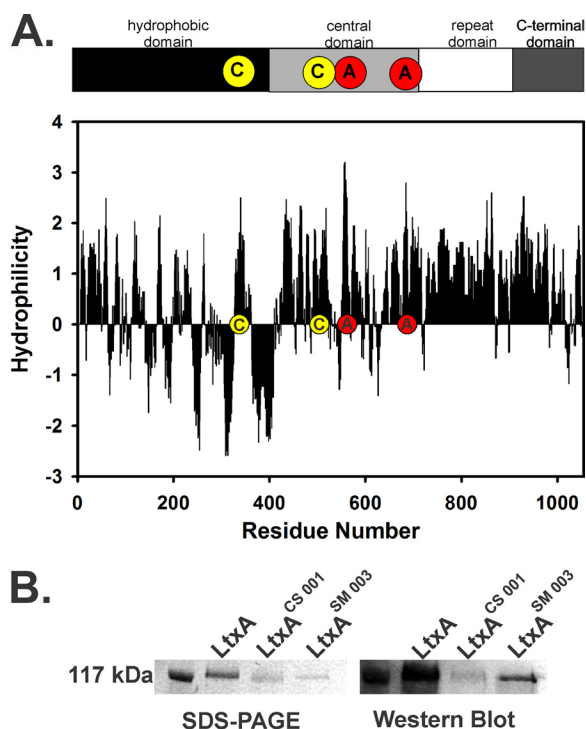 A.
hydrophobic domain
central domain
repeat domain
C-terminal domain
C
C
A
A
Hydrophilicity
4
3
2
1
0
-1
-2
-3
C
C
A
A
0
200
400
600
800
1000
Residue Number
B.
LtxA
LtxA CS 001
LtxA SM 003
LtxA
LtxA CS 001
LtxA SM 003
117 kDa
SDS-PAGE
Western Blot